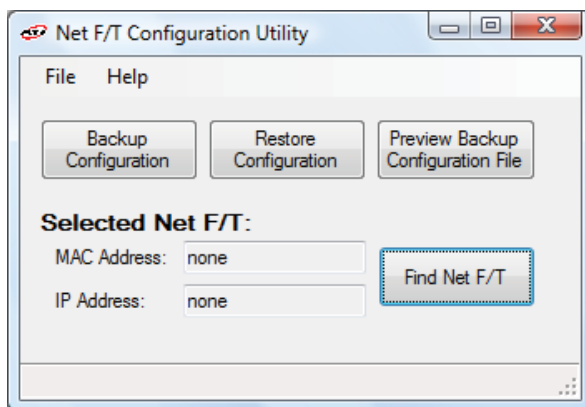 Net F/T Configuration Utility
File Help
Backup
Configuration
Restore
Configuration
Preview Backup
Configuration File
Selected Net F/T:
MAC Address: none
IP Address: none
Find Net F/T